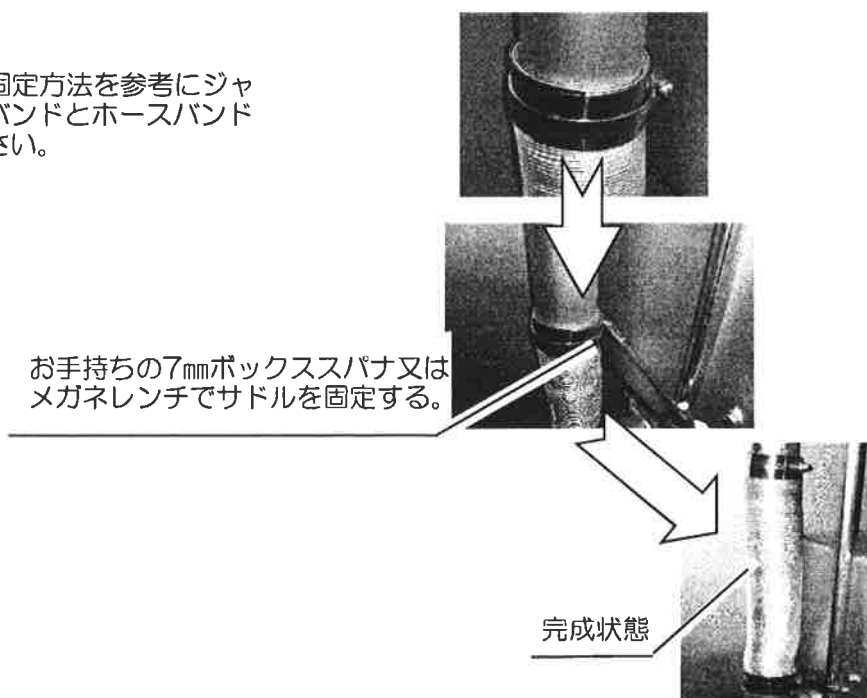 固定方法を参考にジャ
バンドとホースバンド
さい。
お手持ちの7mmボックススパナ又は
メガネレンチでサドルを固定する。
完成状態